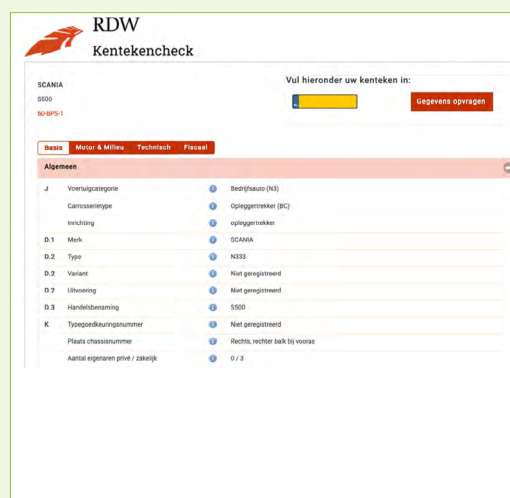 RDW
Kentekencheck
SCANIA
S500
60-BPS-1
Vul hieronder uw kenteken in:
Gegevens opvragen
Basis Motor & Milieu Technisch Fiscaal
Algemeen
J Voertuigcategorie Bedrijfsauto (N3)
Carrosserietype Opleggertrekker (BC)
Inrichting opleggertrekker
D.1 Merk SCANIA
D.2 Type N333
D.2 Variant Niet geregistreerd
D.2 Uitvoering Niet geregistreerd
D.3 Handelsbenaming S500
K Typegoedkeuringsnummer Niet geregistreerd
Plaats chassisnummer Rechts, rechter balk bij vooras
Aantal eigenaren privé / zakelijk 0 / 3